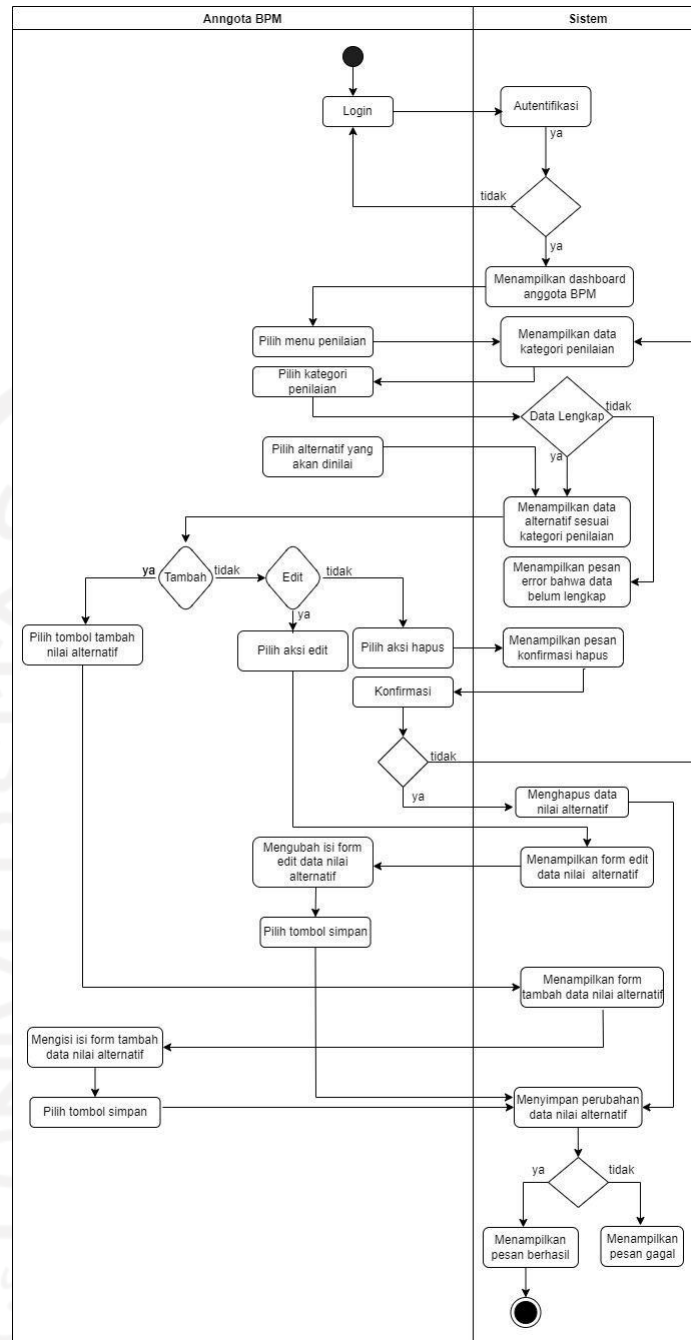 Anngota BPM
Sistem
Login
Autentifikasi
ya
tidak
ya
Menampilkan dashboard
anggota BPM
Pilih menu penilaian
Menampilkan data
kategori penilaian
Pilih kategori
penilaian
Data Lengkap
tidak
ya
Pilih alternatif yang
akan dinilai
Menampilkan data
alternatif sesuai
kategori penilaian
ya
Tambah
tidak
Edit
tidak
ya
Menampilkan pesan
error bahwa data
belum lengkap
Pilih tombol tambah
nilai alternatif
Pilih aksi edit
Pilih aksi hapus
Menampilkan pesan
konfirmasi hapus
Konfirmasi
tidak
ya
Menghapus data
nilai alternatif
Mengubah isi form
edit data nilai
alternatif
Menampilkan form edit
data nilai alternatif
Pilih tombol simpan
Menampilkan form
tambah data nilai alternatif
Mengisi isi form tambah
data nilai alternatif
Pilih tombol simpan
Menyimpan perubahan
data nilai alternatif
ya
tidak
Menampilkan
pesan berhasil
Menampilkan
pesan gagal